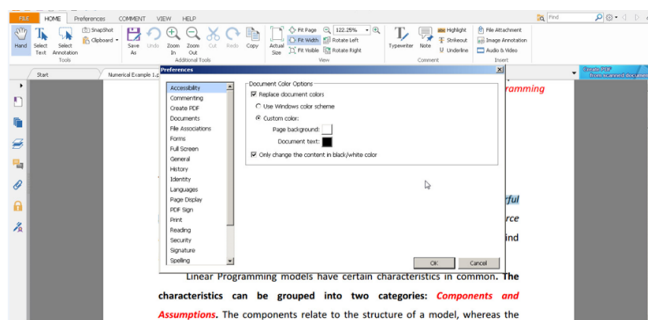 FILE HOME Preferences COMMENT VIEW HELP
Find
Hand
Select Text
Select Annotation
SnapShot
Clipboard
Tools
Save As
Undo
Zoom In
Zoom Out
Cut
Redo
Copy
Additional Tools
Actual Size
Fit Page
Fit Width
Fit Visible
122.25%
Rotate Left
Rotate Right
View
Typewriter
Note
Highlight
Strikeout
Underline
Comment
File Attachment
Image Annotation
Audio & Video
Insert
Start
Numerical Example 1.p
Create PDF
from scanned document
Preferences
Accessibility
Commenting
Create PDF
Documents
File Associations
Forms
Full Screen
General
History
Identity
Languages
Page Display
PDF Sign
Print
Reading
Security
Signature
Spelling
Document Color Options
Replace document colors
Use Windows color scheme
Custom color:
Page background:
Document text:
Only change the content in black/white color
OK
Cancel
ramming
rful
rce
ind
Linear Programming models have certain characteristics in common. The
characteristics can be grouped into two categories: Components and
Assumptions. The components relate to the structure of a model, whereas the